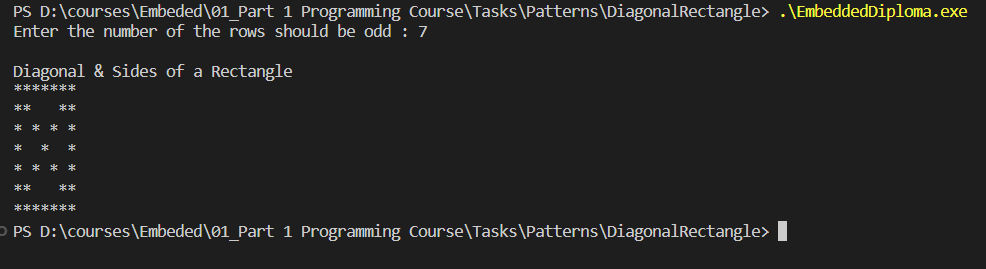 PS D:\courses\Embeded\01_Part 1 Programming Course\Tasks\Patterns\DiagonalRectangle> .\EmbeddedDiploma.exe
Enter the number of the rows should be odd : 7

Diagonal & Sides of a Rectangle
*******
**   **
* * * *
*  *  *
* * * *
**   **
*******
PS D:\courses\Embeded\01_Part 1 Programming Course\Tasks\Patterns\DiagonalRectangle>